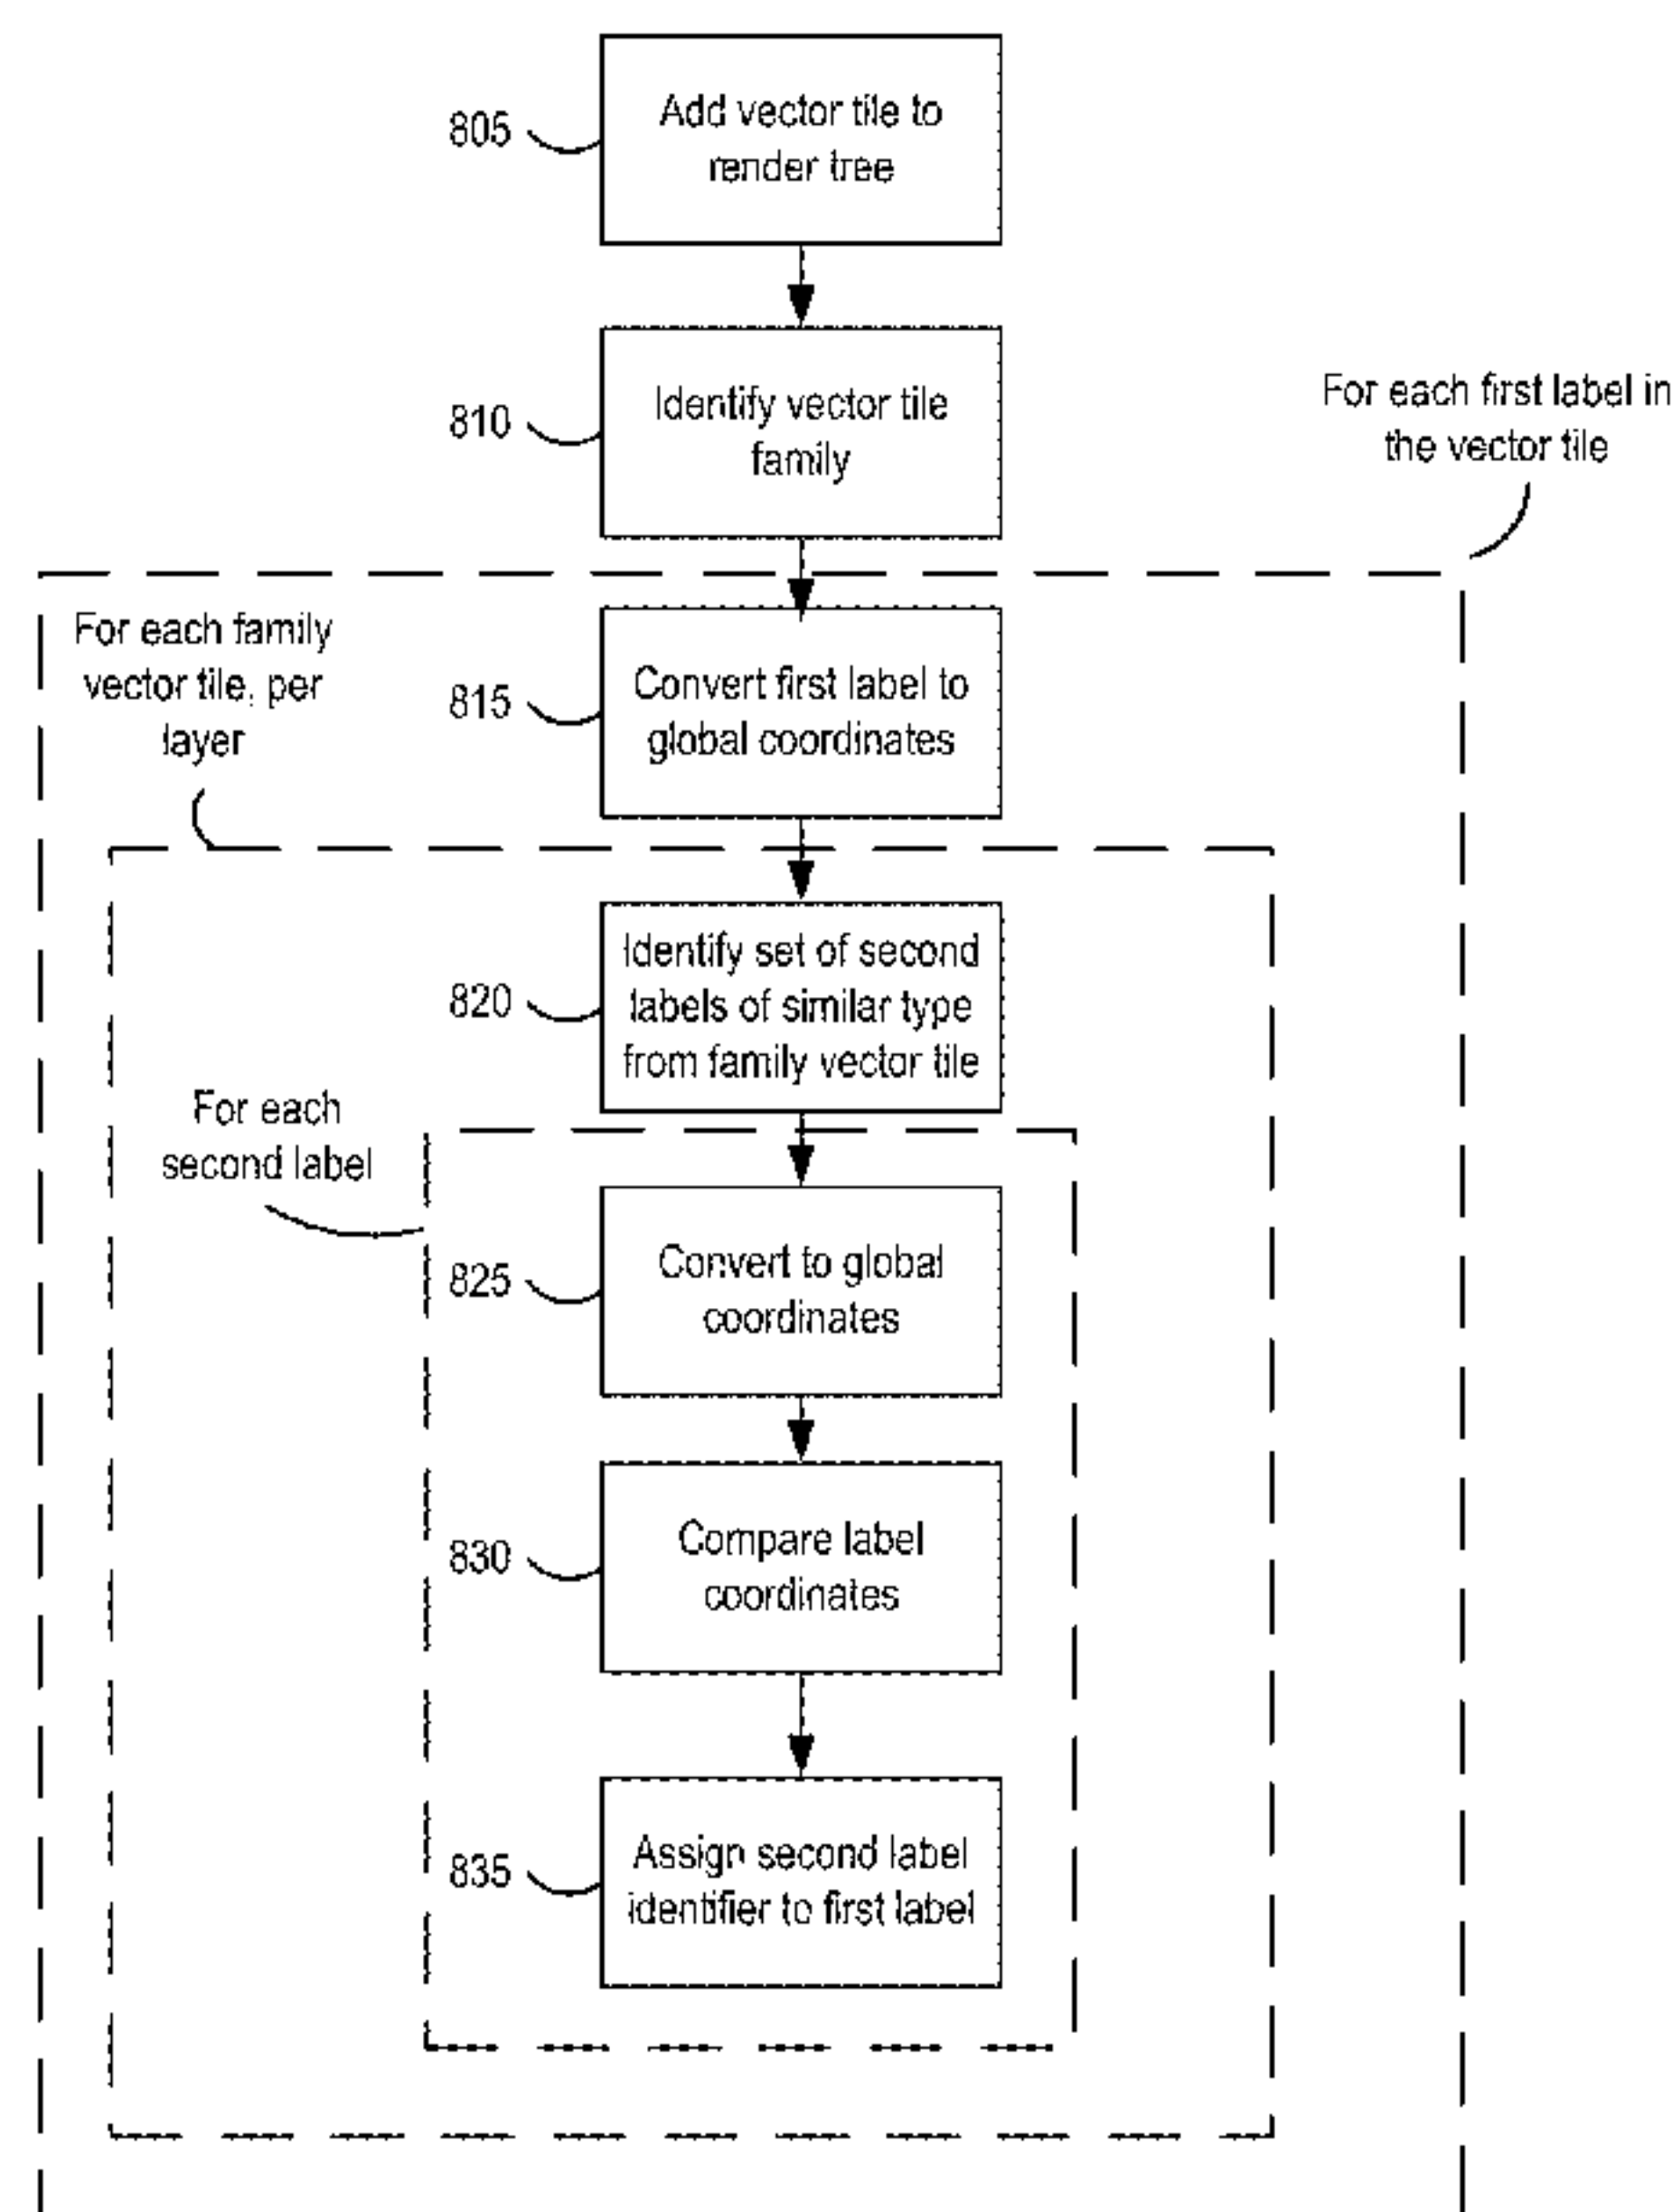 805
Add vector tile to
render tree
810
Identify vector tile
family
For each first label in
the vector tile
For each family
vector tile, per
layer
815
Convert first label to
global coordinates
820
Identify set of second
labels of similar type
from family vector tile
For each
second label
825
Convert to global
coordinates
830
Compare label
coordinates
835
Assign second label
identifier to first label